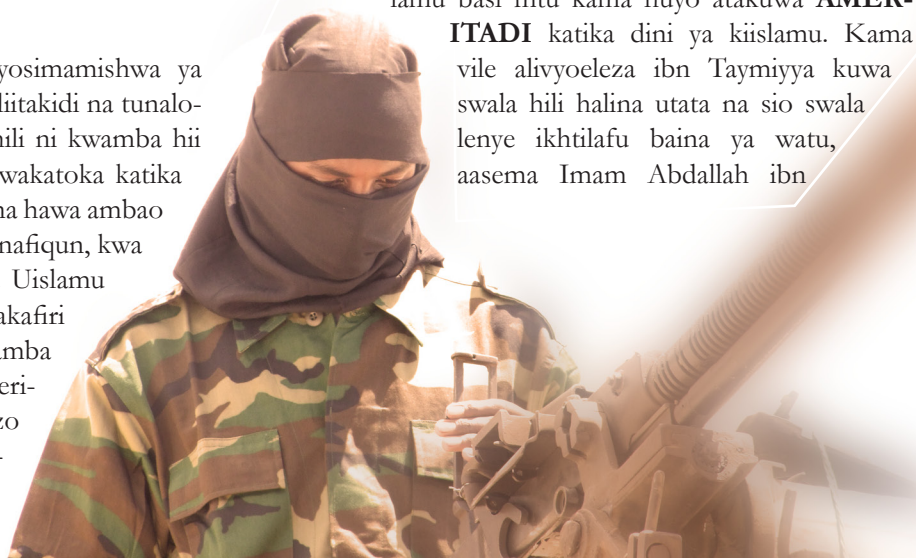 yosimamishwa ya
liitakidi na tunalo-
hili ni kwamba hii
wakatoka katika
na hawa ambao
nafiqun, kwa
Uislamu
akafiri
amba
eri-
zo
lamu basi mtu kama huyo atakuwa AMER-
ITADI katika dini ya kiislamu. Kama
vile alivyoeleza ibn Taymiyya kuwa
swala hili halina utata na sio swala
lenye ikhtilafu baina ya watu,
aasema Imam Abdallah ibn